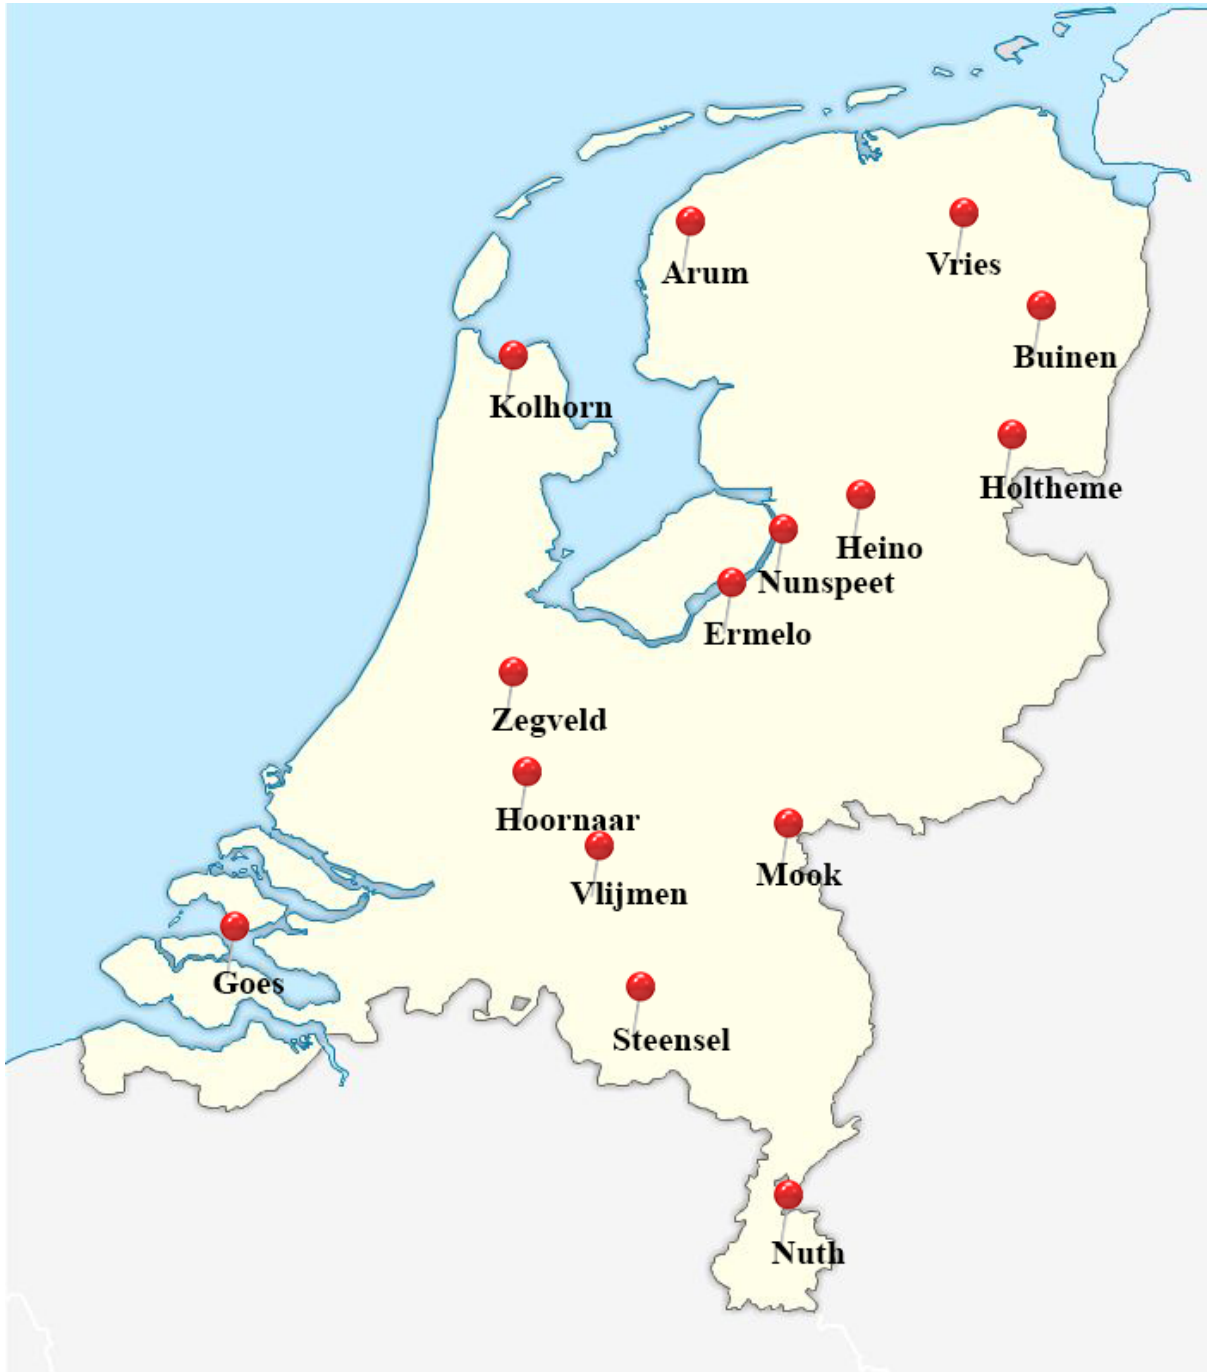 Vries
Arum
Buinen
Kolhorn
Holtheme
Heino
Nunspeet
Ermelo
Zegveld
Hoornaar
Mook
Vlijmen
Goes
Steensel
Nuth